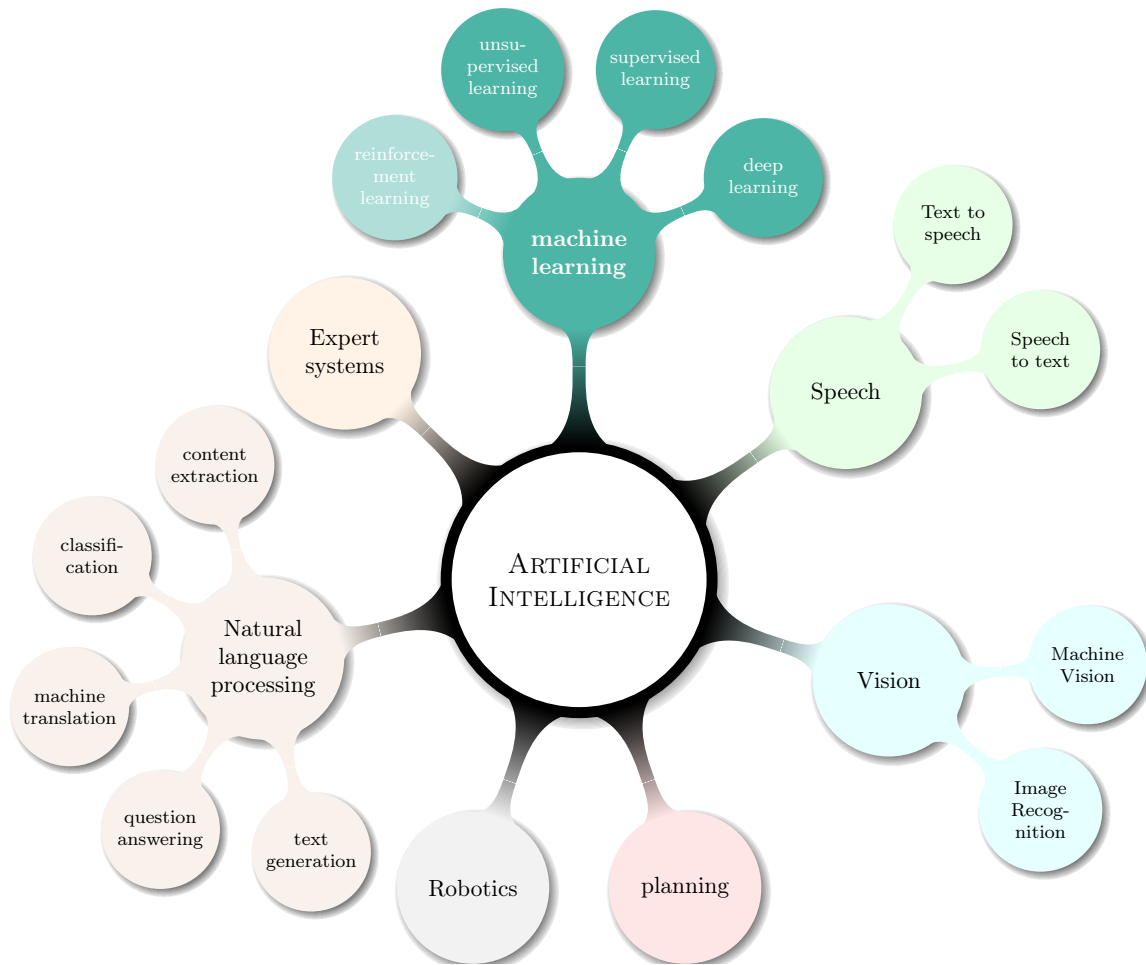 unsu-
pervised
learning
supervised
learning
reinforce-
ment
learning
deep
learning
machine
learning
Text to
speech
Speech
to text
Speech
Expert
systems
content
extraction
classifi-
cation
Natural
language
processing
machine
translation
question
answering
text
generation
ARTIFICIAL
INTELLIGENCE
Vision
Machine
Vision
Image
Recog-
nition
Robotics
planning